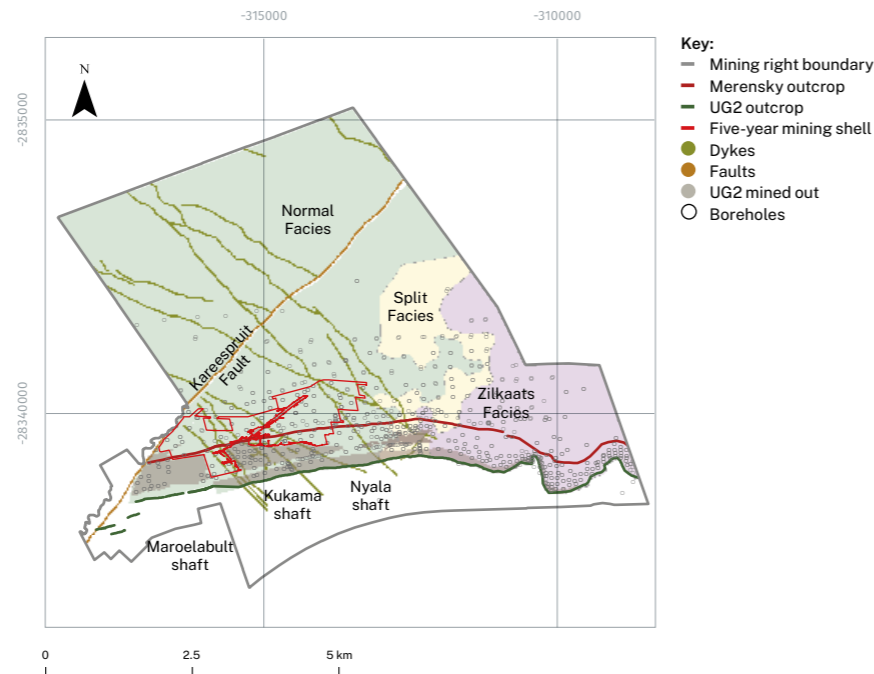 -315000
-310000
Key:
Mining right boundary
Merensky outcrop
UG2 outcrop
Five-year mining shell
Dykes
Faults
UG2 mined out
Boreholes
N
-2835000
Normal
Facies
Split
Facies
Kareespruit
Fault
Zilkaats
Facies
-28340000
Kukama
shaft
Nyala
shaft
Maroelabult
shaft
0
2.5
5 km